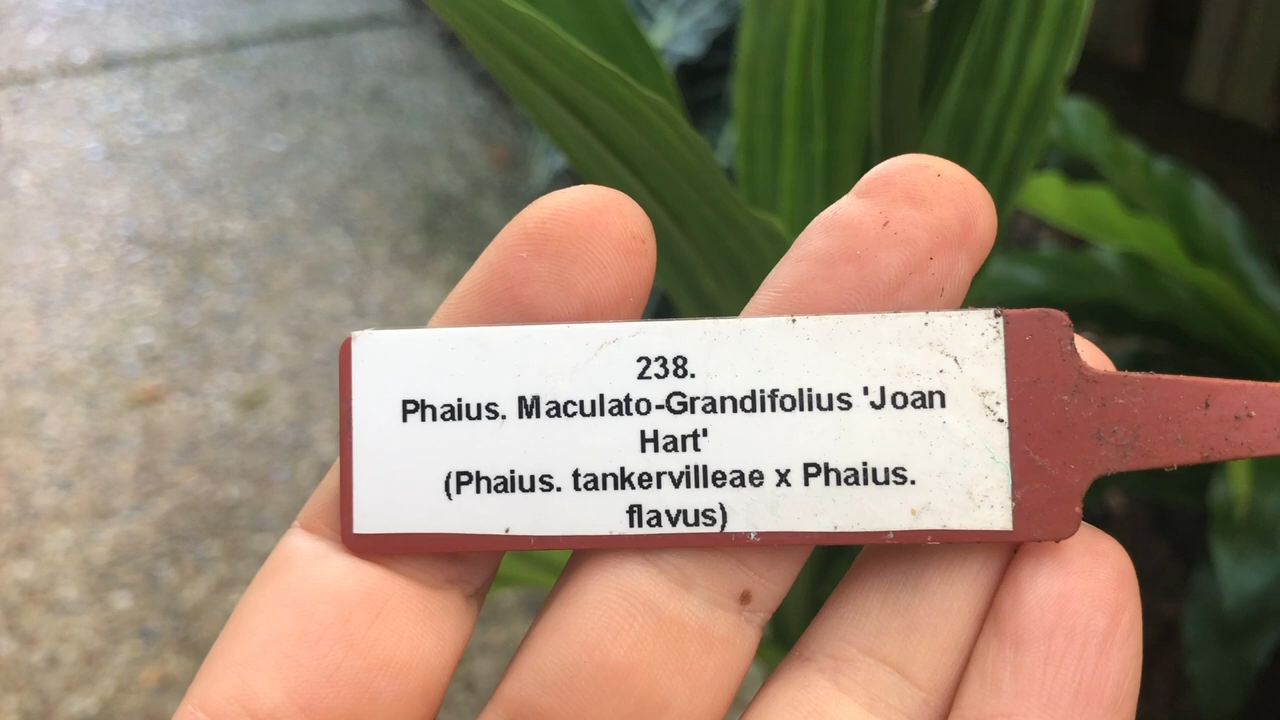 238.
Phaius. Maculato-Grandifolius 'Joan
Hart'
(Phaius. tankervilleae x Phaius.
flavus)